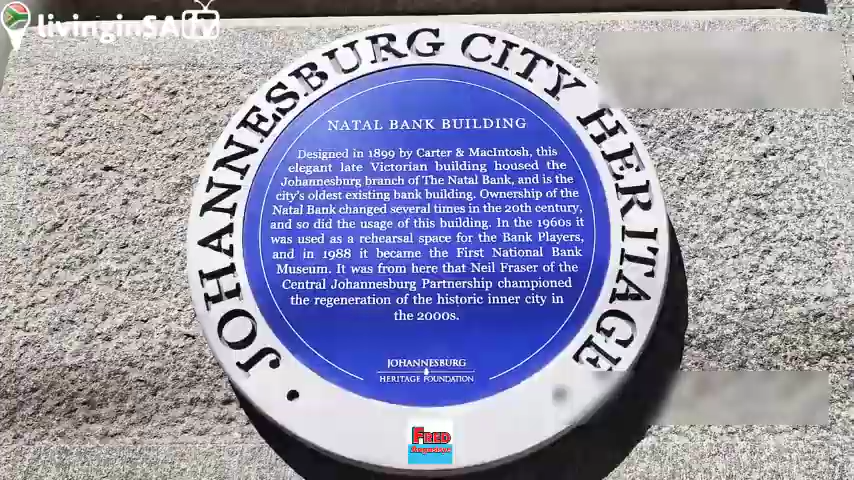 livinginSATV
JOHANNESBURG CITY HERITAGE
NATAL BANK BUILDING
Designed in 1899 by Carter & MacIntosh, this
elegant late Victorian building housed the
Johannesburg branch of The Natal Bank, and is the
city's oldest existing bank building. Ownership of the
Natal Bank changed several times in the 20th century,
and so did the usage of this building. In the 1960s it
was used as a rehearsal space for the Bank Players,
and in 1988 it became the First National Bank
Museum. It was from here that Neil Fraser of the
Central Johannesburg Partnership championed
the regeneration of the historic inner city in
the 2000s.
JOHANNESBURG
HERITAGE FOUNDATION
FRED